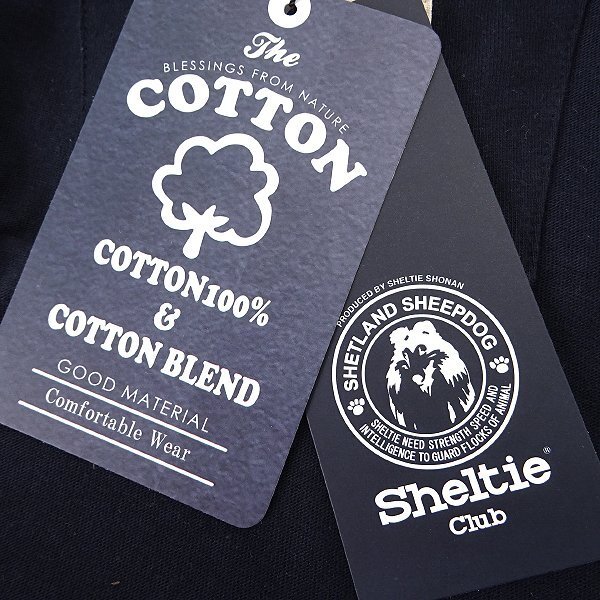 The
BLESSINGS FROM NATURE
COTTON
COTTON100%
&
COTTON BLEND
GOOD MATERIAL
Comfortable Wear
PRODUCED BY SHELTIE SHONAN
SHETLAND SHEEPDOG
SHELTIE NEED STRENGTH SPEED AND
INTELLIGENCE TO GUARD FLOCKS OF ANIMAL
Sheltie®
Club